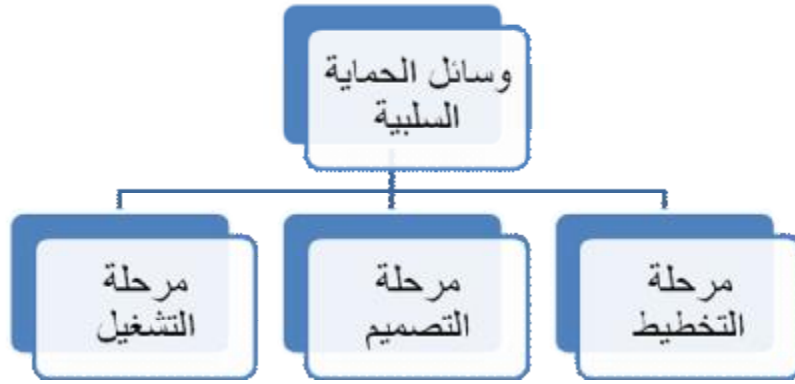 وسائل الحماية
السلبية
مرحلة
التخطيط
مرحلة
التصميم
مرحلة
التشغيل